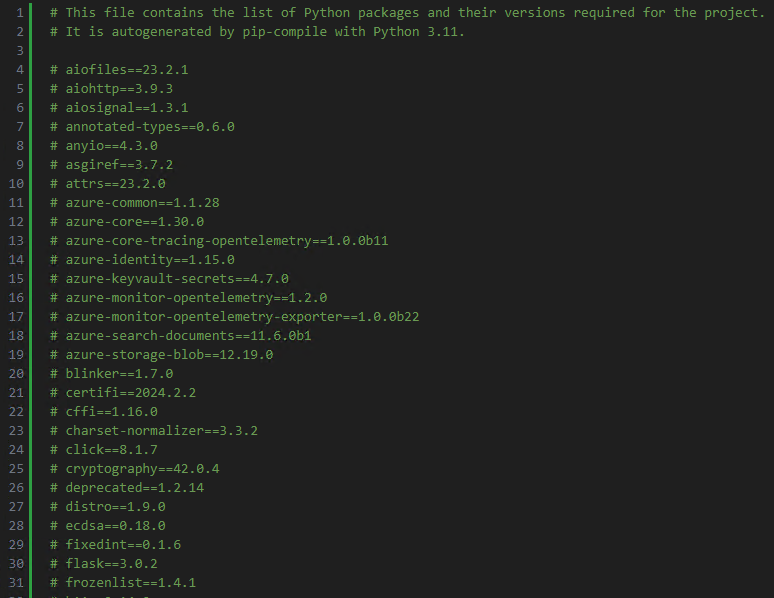 1 # This file contains the list of Python packages and their versions required for the project.
2 # It is autogenerated by pip-compile with Python 3.11.
3
4 # aiofiles==23.2.1
5 # aiohttp==3.9.3
6 # aiosignal==1.3.1
7 # annotated-types==0.6.0
8 # anyio==4.3.0
9 # asgiref==3.7.2
10 # attrs==23.2.0
11 # azure-common==1.1.28
12 # azure-core==1.30.0
13 # azure-core-tracing-opentelemetry==1.0.0b11
14 # azure-identity==1.15.0
15 # azure-keyvault-secrets==4.7.0
16 # azure-monitor-opentelemetry==1.2.0
17 # azure-monitor-opentelemetry-exporter==1.0.0b22
18 # azure-search-documents==11.6.0b1
19 # azure-storage-blob==12.19.0
20 # blinker==1.7.0
21 # certifi==2024.2.2
22 # cffi==1.16.0
23 # charset-normalizer==3.3.2
24 # click==8.1.7
25 # cryptography==42.0.4
26 # deprecated==1.2.14
27 # distro==1.9.0
28 # ecdsa==0.18.0
29 # fixedint==0.1.6
30 # flask==3.0.2
31 # frozenlist==1.4.1